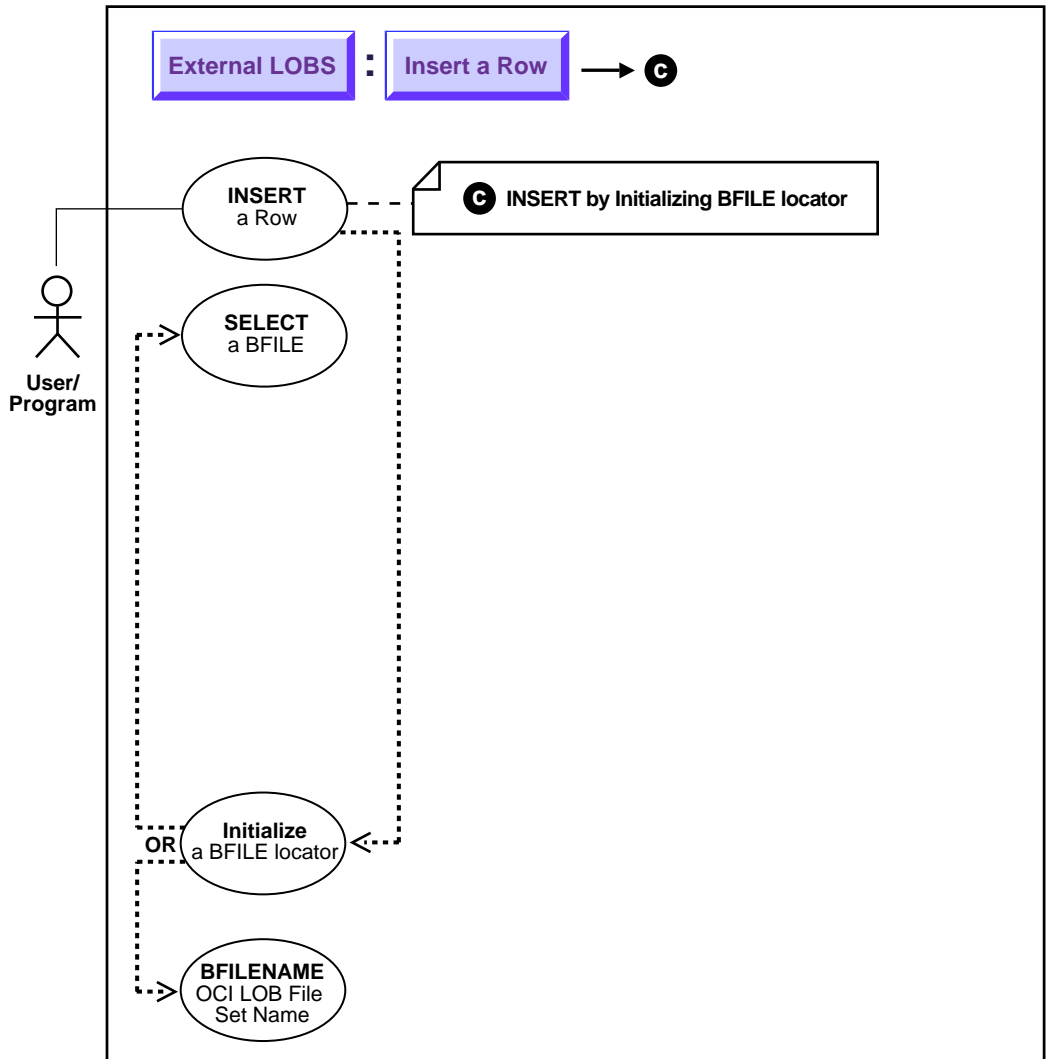 External LOBS : Insert a Row C
INSERT
a Row
C INSERT by Initializing BFILE locator
SELECT
a BFILE
User/
Program
Initialize
OR a BFILE locator
BFILENAME
OCI LOB File
Set Name